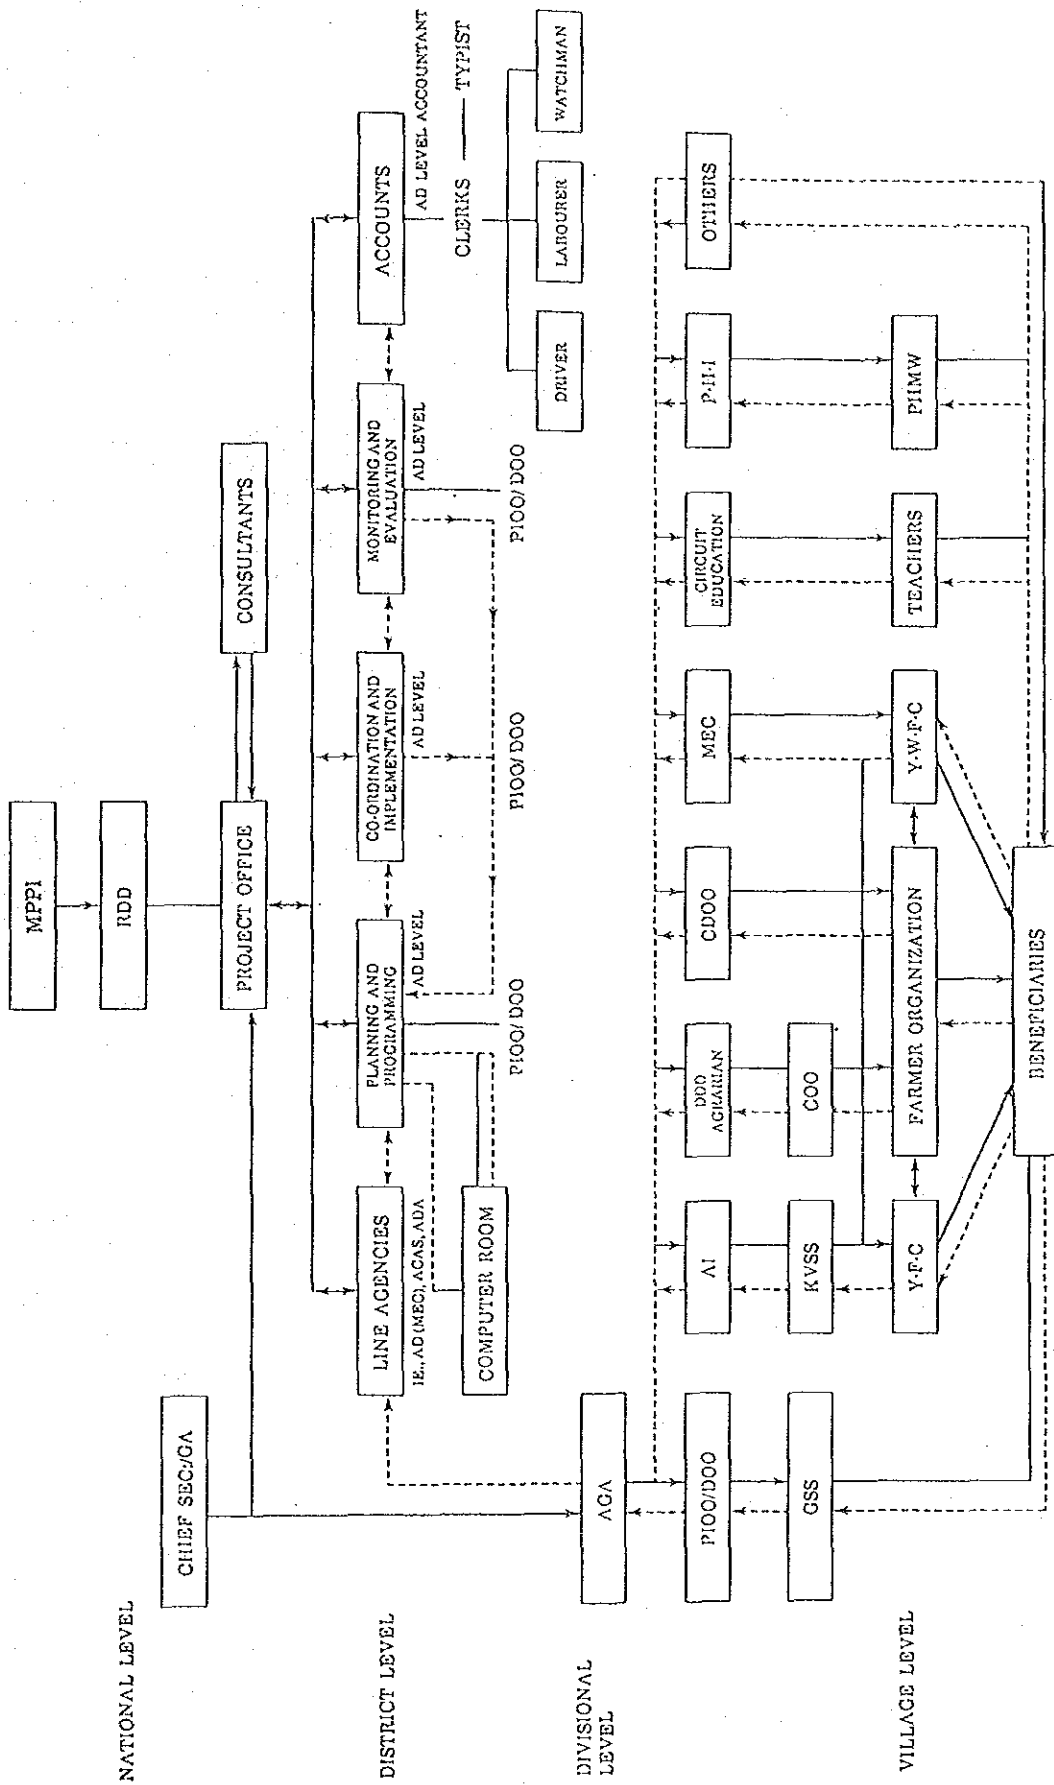 NATIONAL LEVEL
MPPI
RDD
CHIEF SEC:/GA
PROJECT OFFICE
CONSULTANTS
DISTRICT LEVEL
LINE AGENCIES
IE., AD (MEC), ACAS, ADA
PLANNING AND
PROGRAMMING
AD LEVEL
CO-ORDINATION AND
IMPLEMENTATION
AD LEVEL
MONITORING AND
EVALUATION
AD LEVEL
ACCOUNTS
AD LEVEL ACCOUNTANT
CLERKS
TYPIST
COMPUTER ROOM
PIOO/DOO
PIOO/DOO
PIOO/DOO
DRIVER
LABOURER
WATCHMAN
DIVISIONAL
LEVEL
AGA
PIOO/DOO
AI
DDO
AGRARIAN
CDOO
MEC
CIRCUIT
EDUCATION
P·H·I
OTHERS
GSS
KVSS
COO
VILLAGE LEVEL
Y·F·C
FARMER ORGANIZATION
Y·W·F·C
TEACHERS
PHMW
BENEFICIARIES